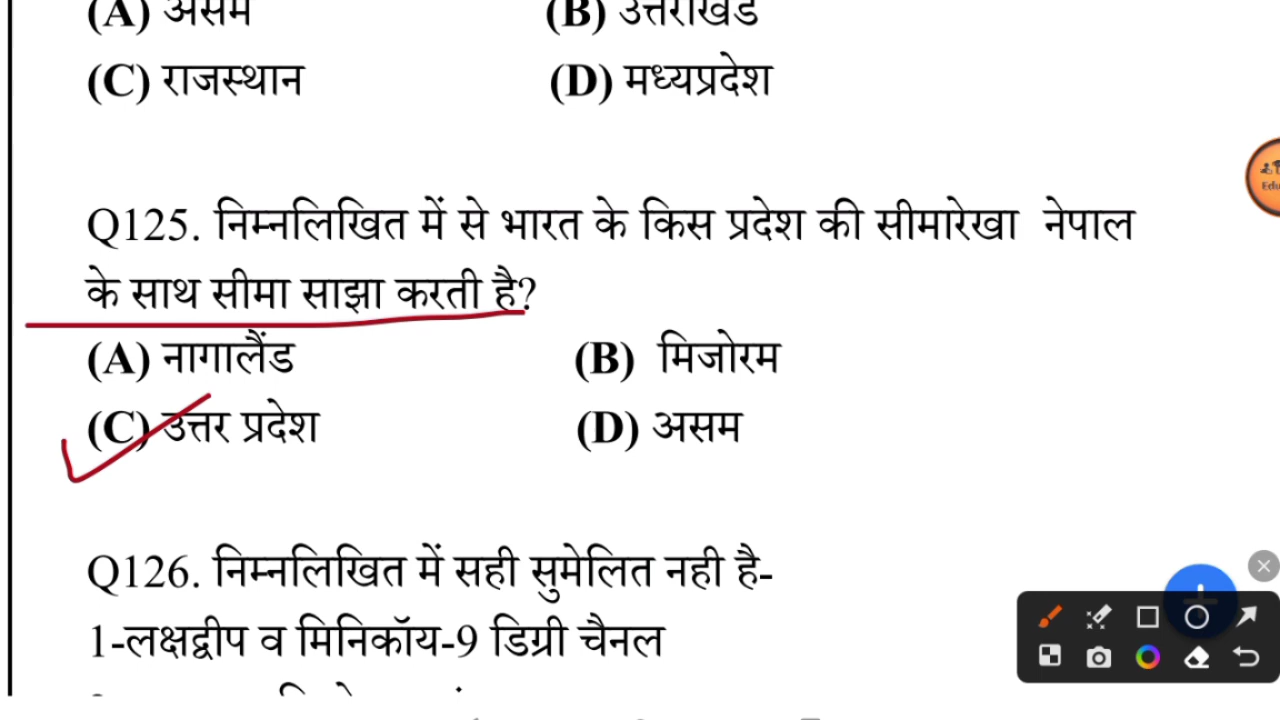 (A) असम (B) उत्तराखंड
(C) राजस्थान (D) मध्यप्रदेश
Q125. निम्नलिखित में से भारत के किस प्रदेश की सीमारेखा नेपाल
के साथ सीमा साझा करती है?
(A) नागालैंड (B) मिजोरम
(C) उत्तर प्रदेश (D) असम
Q126. निम्नलिखित में सही सुमेलित नही है-
1-लक्षद्वीप व मिनिकॉय-9 डिग्री चैनल